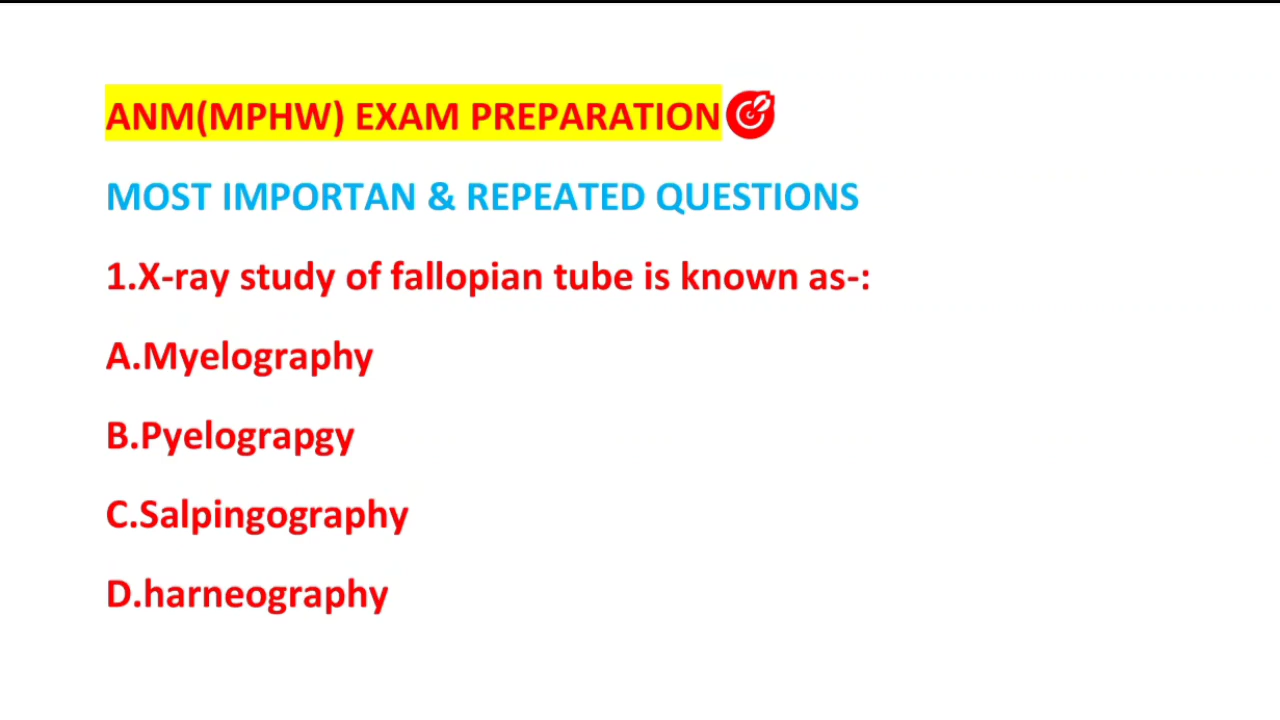 ANM(MPHW) EXAM PREPARATION
MOST IMPORTAN & REPEATED QUESTIONS
1.X-ray study of fallopian tube is known as-:
A.Myelography
B.Pyelograpgy
C.Salpingography
D.harneography